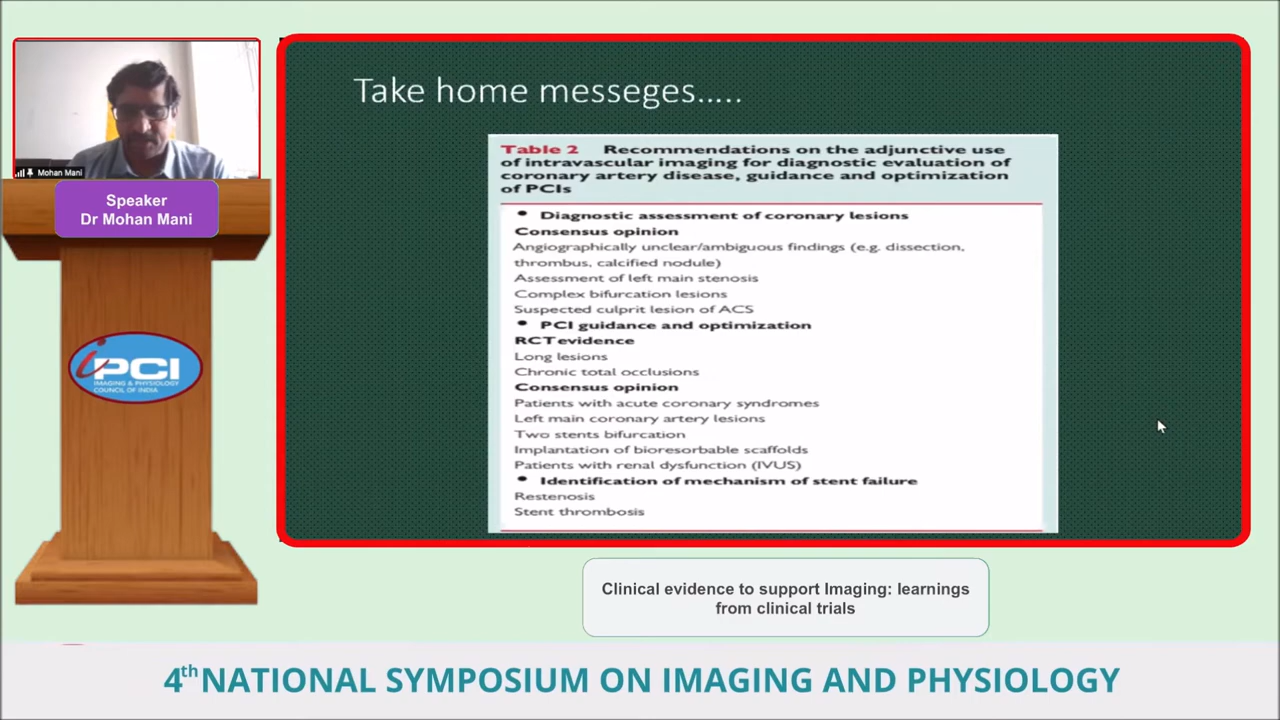 Take home messeges.....
Table 2 Recommendations on the adjunctive use
of intravascular imaging for diagnostic evaluation of
coronary artery disease, guidance and optimization
of PCIs
• Diagnostic assessment of coronary lesions
Consensus opinion
Angiographically unclear/ambiguous findings (e.g. dissection,
thrombus, calcified nodule)
Assessment of left main stenosis
Complex bifurcation lesions
Suspected culprit lesion of ACS
• PCI guidance and optimization
RCT evidence
Long lesions
Chronic total occlusions
Consensus opinion
Patients with acute coronary syndromes
Left main coronary artery lesions
Two stents bifurcation
Implantation of bioresorbable scaffolds
Patients with renal dysfunction (IVUS)
• Identification of mechanism of stent failure
Restenosis
Stent thrombosis
Mohan Mani
Speaker
Dr Mohan Mani
iPCI
IMAGING & PHYSIOLOGY
COUNCIL OF INDIA
Clinical evidence to support Imaging: learnings
from clinical trials
4th NATIONAL SYMPOSIUM ON IMAGING AND PHYSIOLOGY